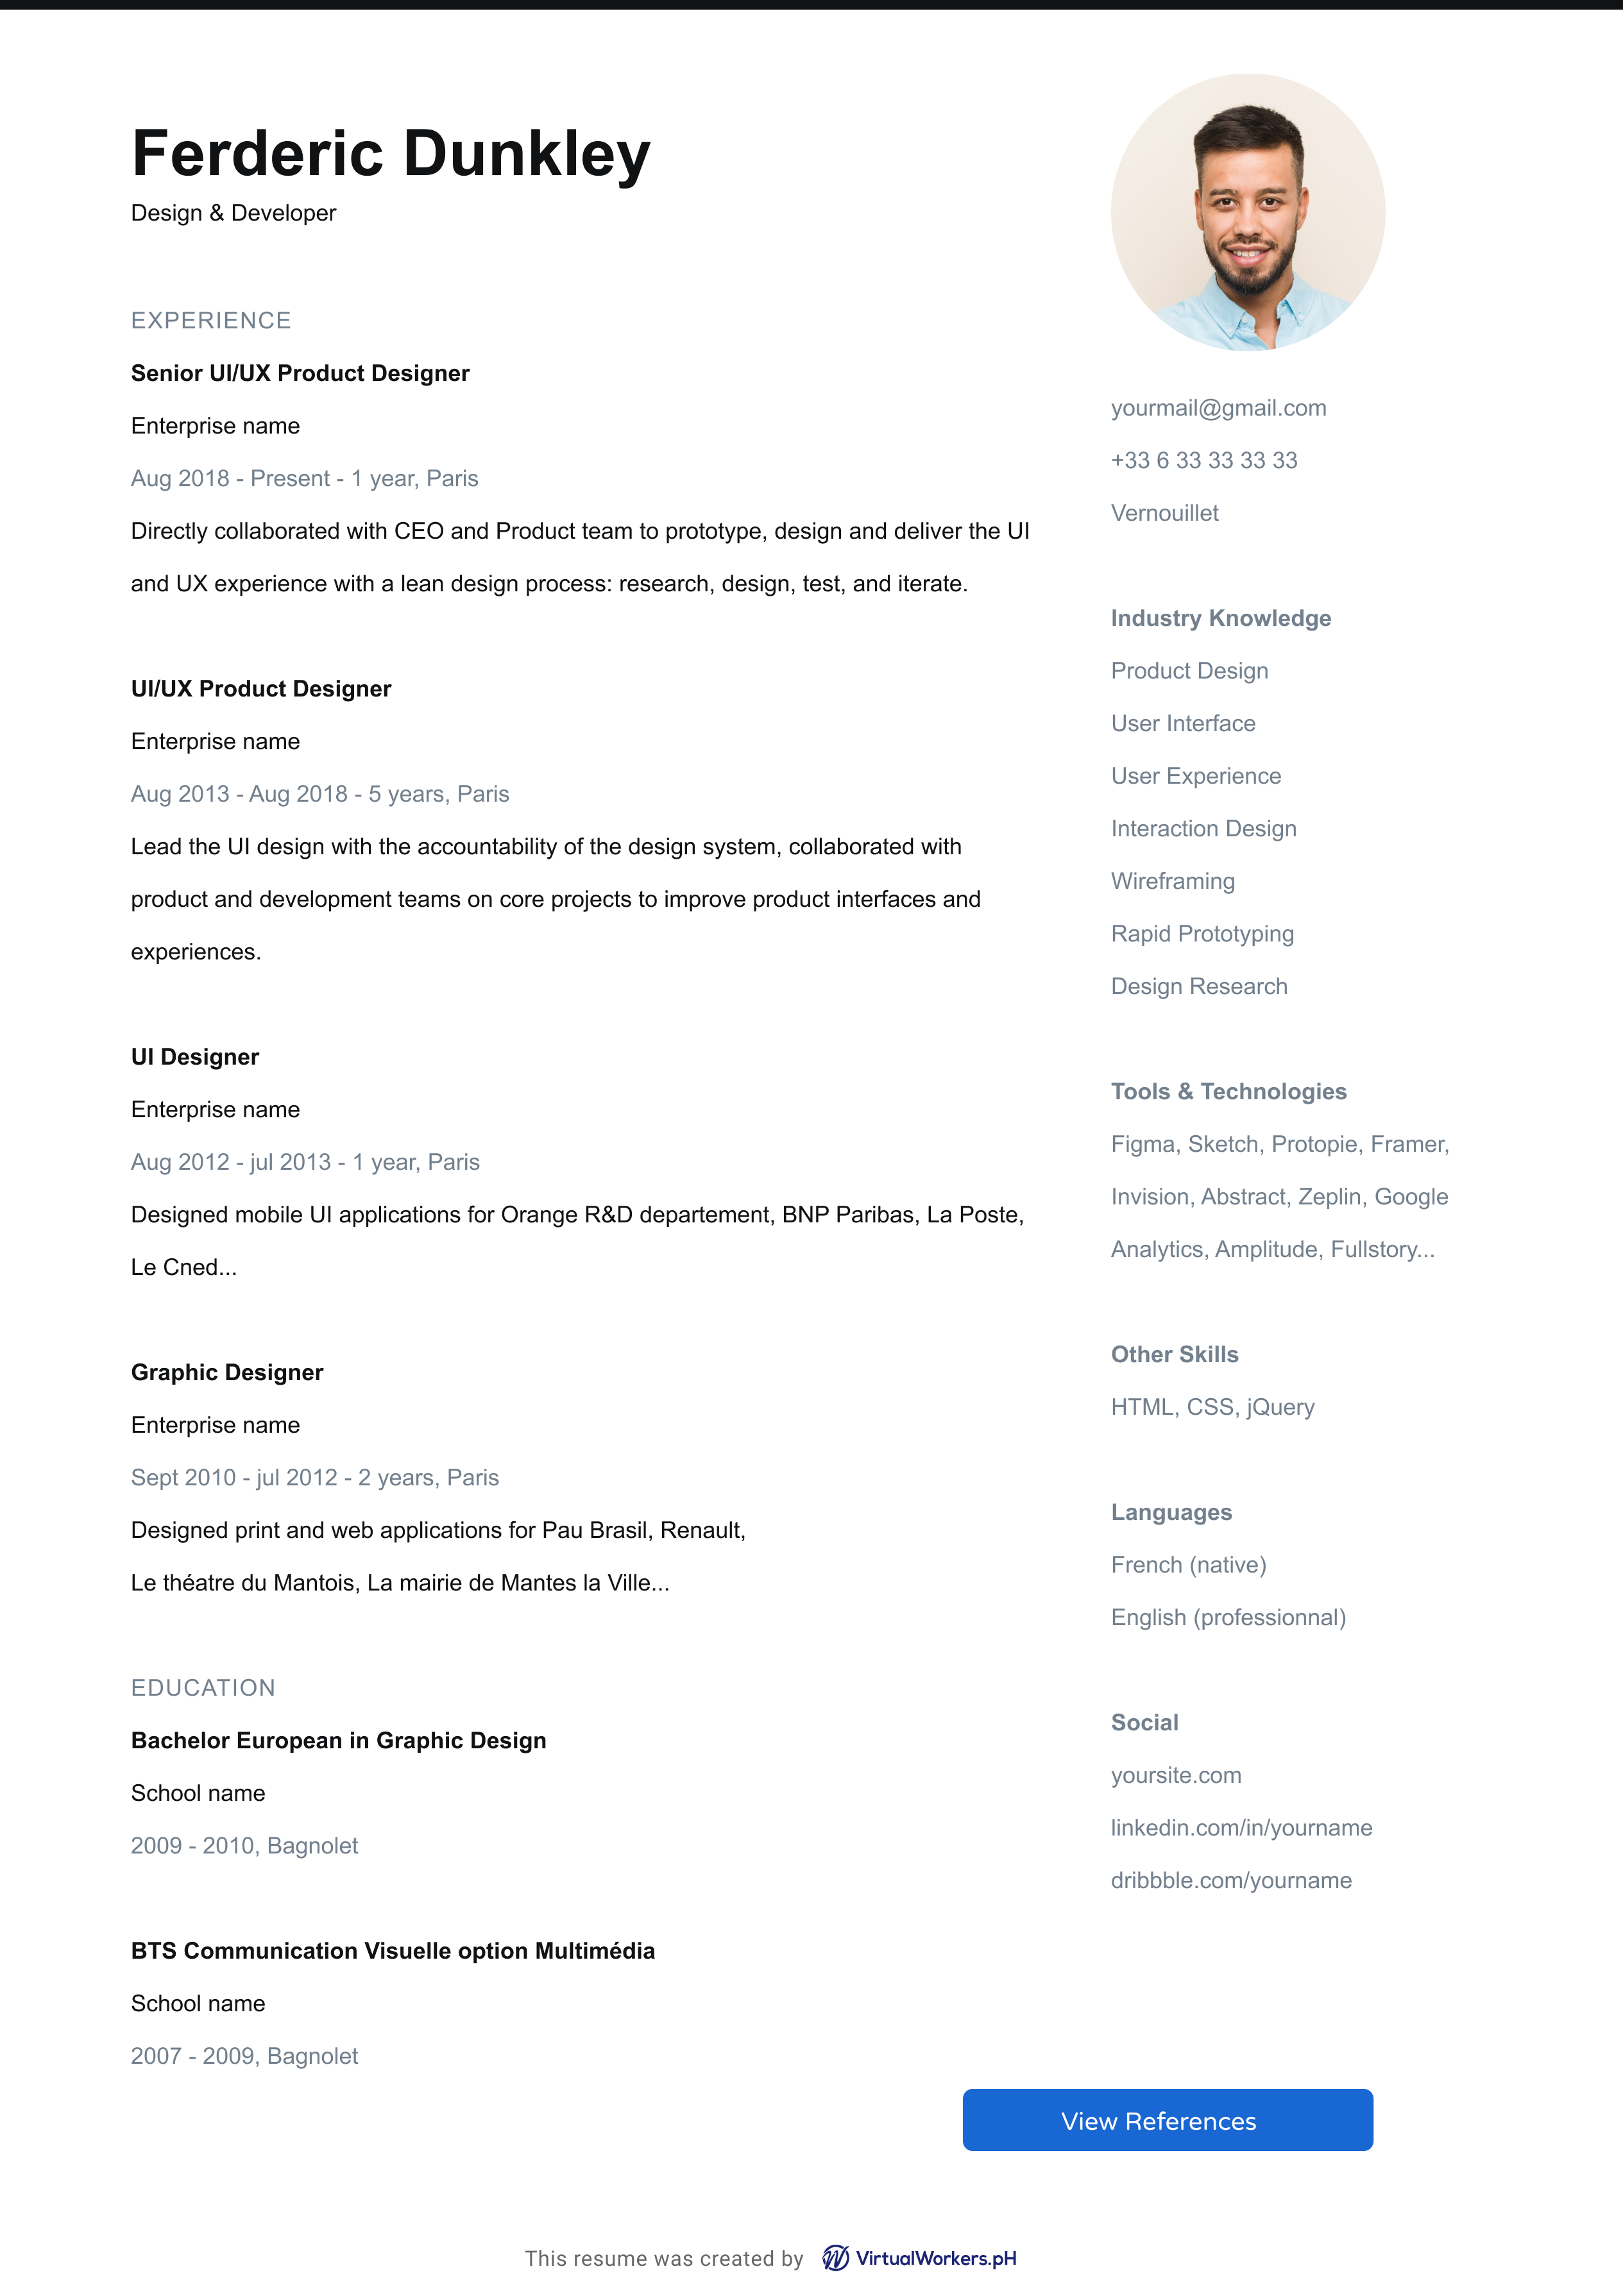 Ferderic Dunkley
Design & Developer
EXPERIENCE
Senior UI/UX Product Designer
Enterprise name
Aug 2018 - Present - 1 year, Paris
Directly collaborated with CEO and Product team to prototype, design and deliver the UI
and UX experience with a lean design process: research, design, test, and iterate.
UI/UX Product Designer
Enterprise name
Aug 2013 - Aug 2018 - 5 years, Paris
Lead the UI design with the accountability of the design system, collaborated with
product and development teams on core projects to improve product interfaces and
experiences.
UI Designer
Enterprise name
Aug 2012 - jul 2013 - 1 year, Paris
Designed mobile UI applications for Orange R&D departement, BNP Paribas, La Poste,
Le Cned...
Graphic Designer
Enterprise name
Sept 2010 - jul 2012 - 2 years, Paris
Designed print and web applications for Pau Brasil, Renault,
Le théatre du Mantois, La mairie de Mantes la Ville...
EDUCATION
Bachelor European in Graphic Design
School name
2009 - 2010, Bagnolet
BTS Communication Visuelle option Multimédia
School name
2007 - 2009, Bagnolet
yourmail@gmail.com
+33 6 33 33 33 33
Vernouillet
Industry Knowledge
Product Design
User Interface
User Experience
Interaction Design
Wireframing
Rapid Prototyping
Design Research
Tools & Technologies
Figma, Sketch, Protopie, Framer,
Invision, Abstract, Zeplin, Google
Analytics, Amplitude, Fullstory...
Other Skills
HTML, CSS, jQuery
Languages
French (native)
English (professionnal)
Social
yoursite.com
linkedin.com/in/yourname
dribbble.com/yourname
View References
This resume was created by VirtualWorkers.pH